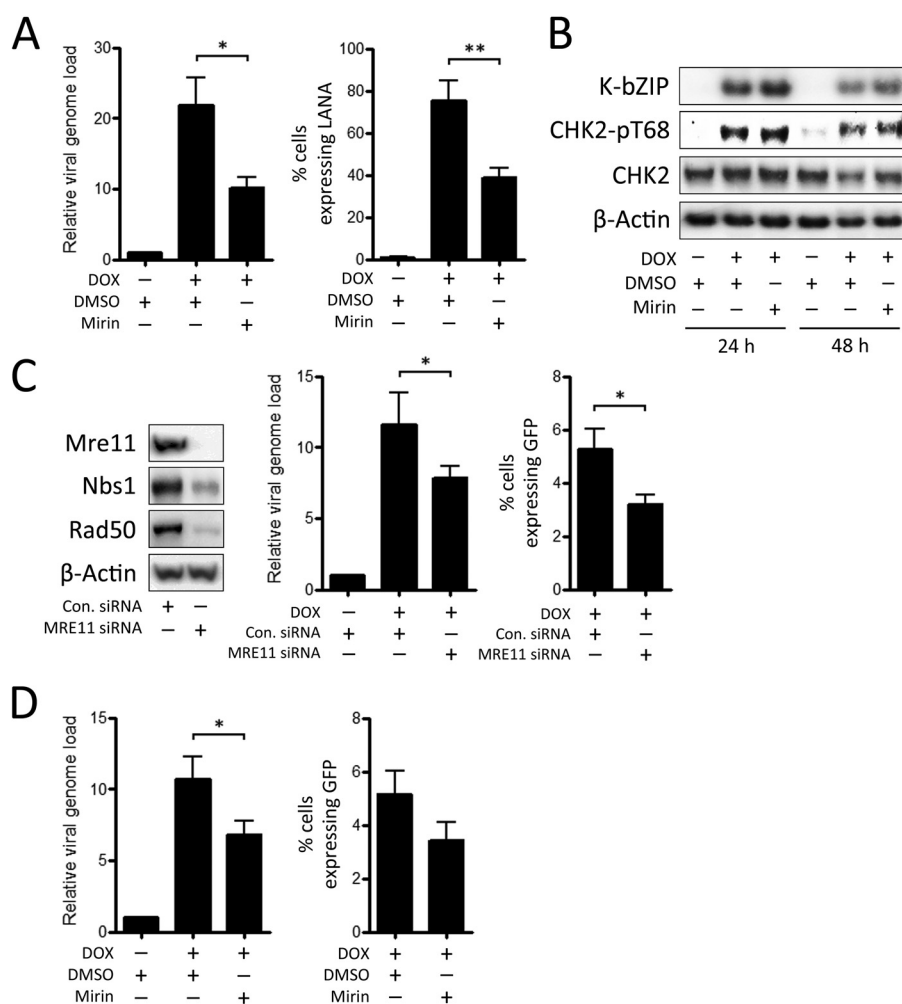 A
Relative viral genome load
30
20
10
0
*
DOX − + +
DMSO + + −
Mirin − − +
% cells
expressing LANA
100
80
60
40
20
0
**
DOX − + +
DMSO + + −
Mirin − − +
B
K-bZIP
CHK2-pT68
CHK2
β-Actin
DOX − + + − + +
DMSO + + − + + −
Mirin − − + − − +
24 h 48 h
C
Mre11
Nbs1
Rad50
β-Actin
Con. siRNA + −
MRE11 siRNA − +
Relative viral genome load
15
10
5
0
*
DOX − + +
Con. siRNA + + −
MRE11 siRNA − − +
% cells
expressing GFP
8
6
4
2
0
*
DOX + +
Con. siRNA + −
MRE11 siRNA − +
D
Relative viral genome load
15
10
5
0
*
DOX − + +
DMSO + + −
Mirin − − +
% cells
expressing GFP
8
6
4
2
0
DOX + +
DMSO + −
Mirin − +